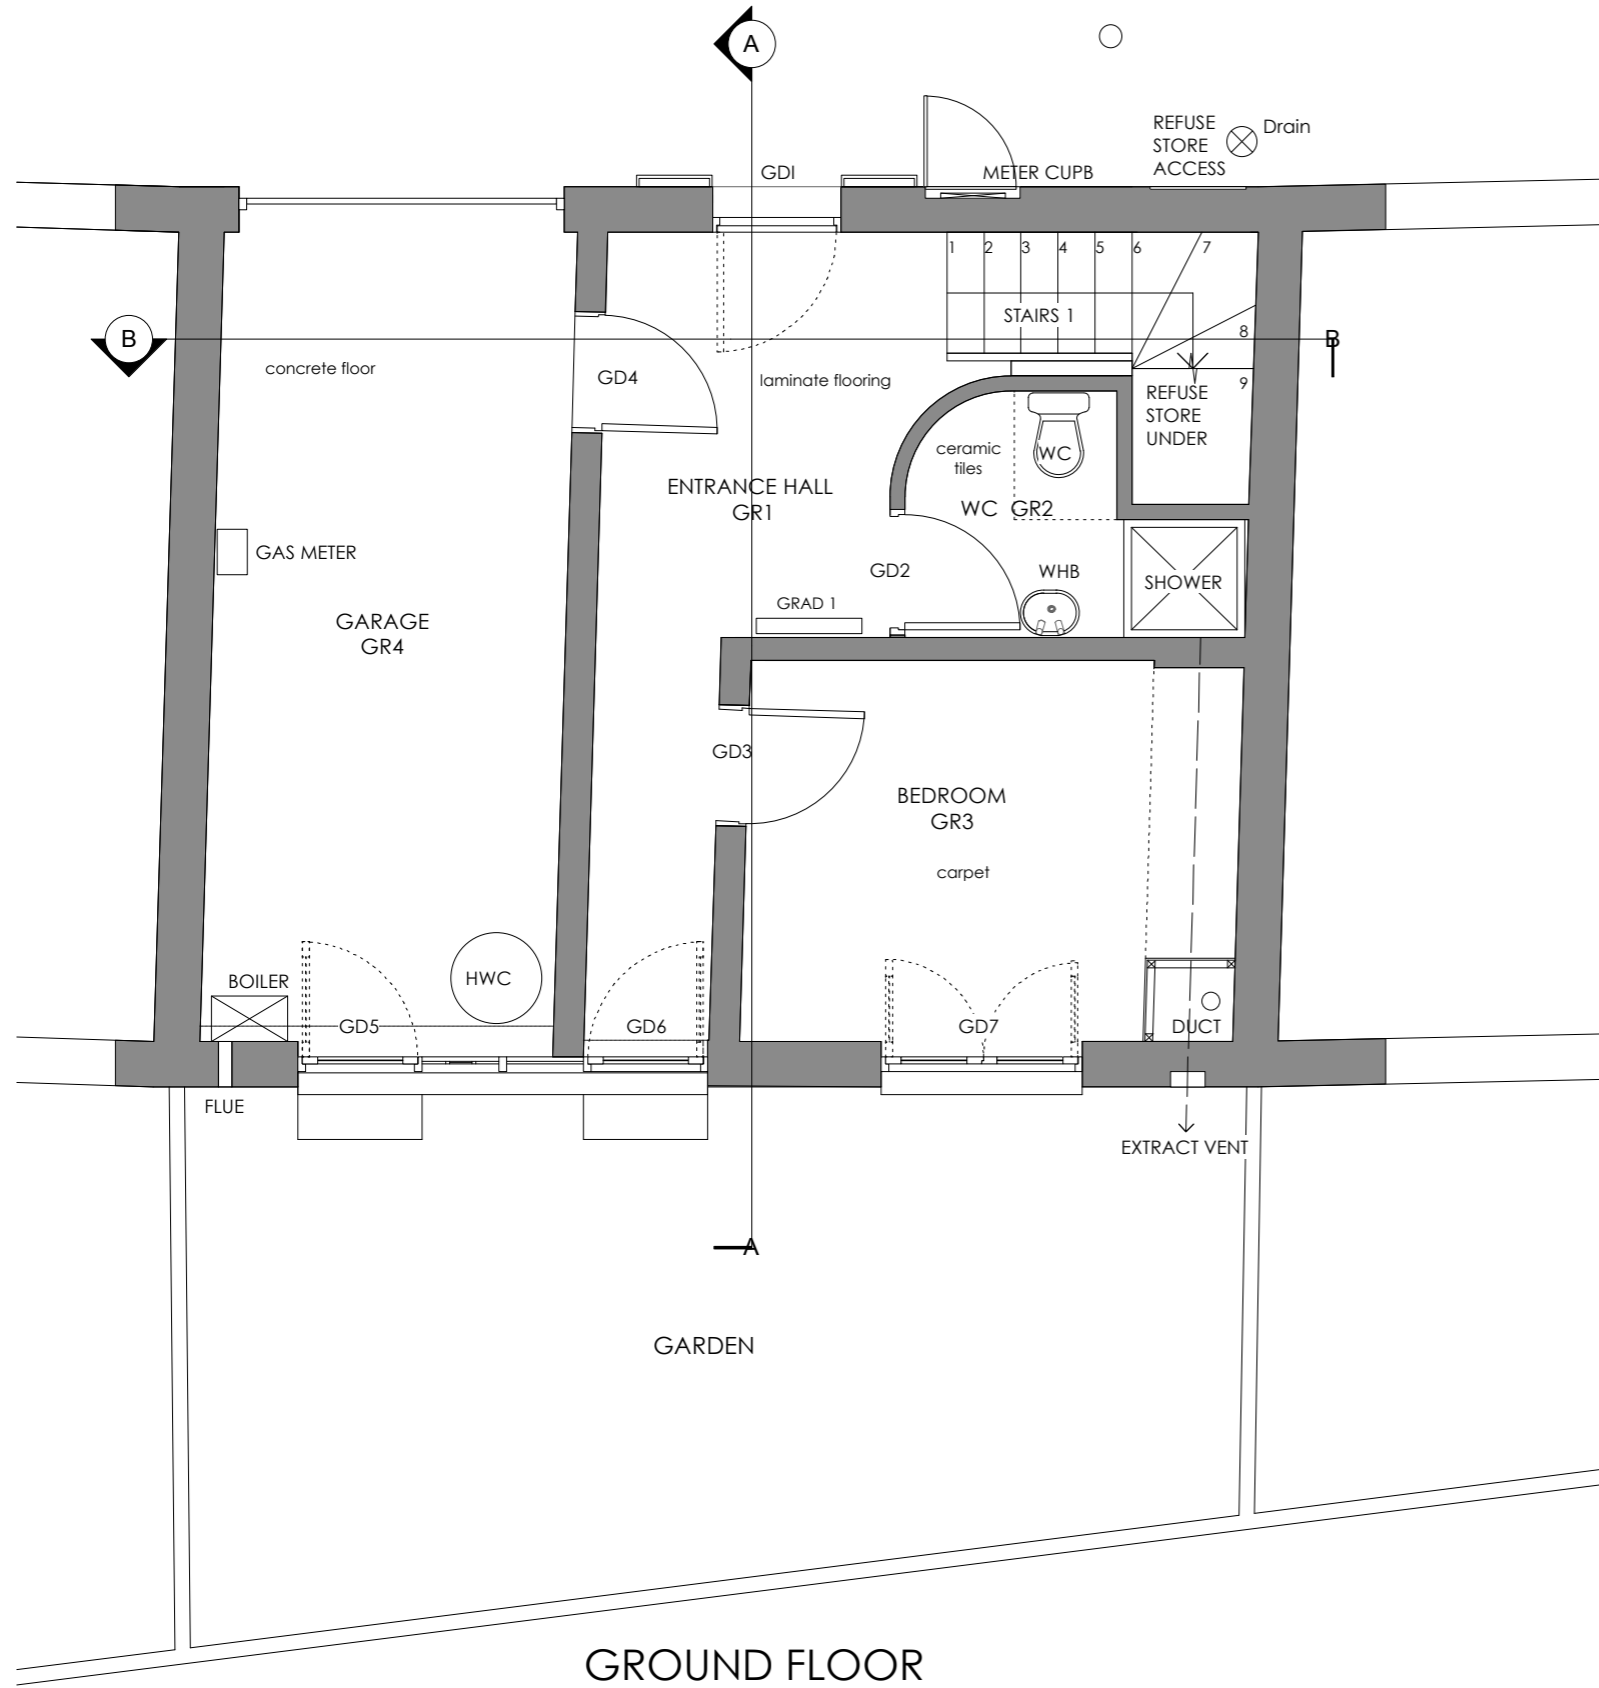 A
REFUSE
STORE
ACCESS
Drain
GDI
METER CUPB
1
2
3
4
5
6
7
STAIRS 1
8
B
B
9
concrete floor
GD4
laminate flooring
REFUSE
STORE
UNDER
ceramic
tiles
WC
ENTRANCE HALL
GR1
WC GR2
GAS METER
GD2
WHB
SHOWER
GRAD 1
GARAGE
GR4
GD3
BEDROOM
GR3
carpet
BOILER
HWC
GD5
GD6
GD7
DUCT
FLUE
EXTRACT VENT
A
GARDEN
GROUND FLOOR